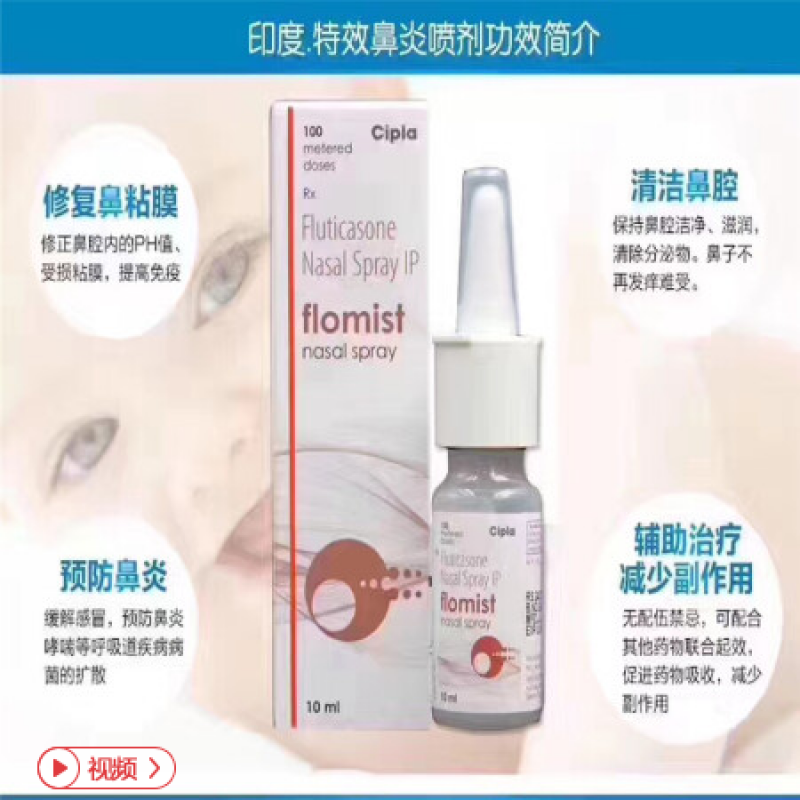 印度.特效鼻炎喷剂功效简介
修复鼻粘膜
修正鼻腔内的PH值、
受损粘膜，提高免疫
清洁鼻腔
保持鼻腔洁净、滋润，
清除分泌物。鼻子不
再发痒难受。
100
metered
doses
Cipla
Rx
Fluticasone
Nasal Spray IP
flomist
nasal spray
10 ml
100
Cipla
Fluticasone
Nasal Spray IP
flomist
nasal spray
10 ml
预防鼻炎
缓解感冒，预防鼻炎
哮喘等呼吸道疾病病
菌的扩散
辅助治疗
减少副作用
无配伍禁忌，可配合
其他药物联合起效，
促进药物吸收，减少
副作用
视频